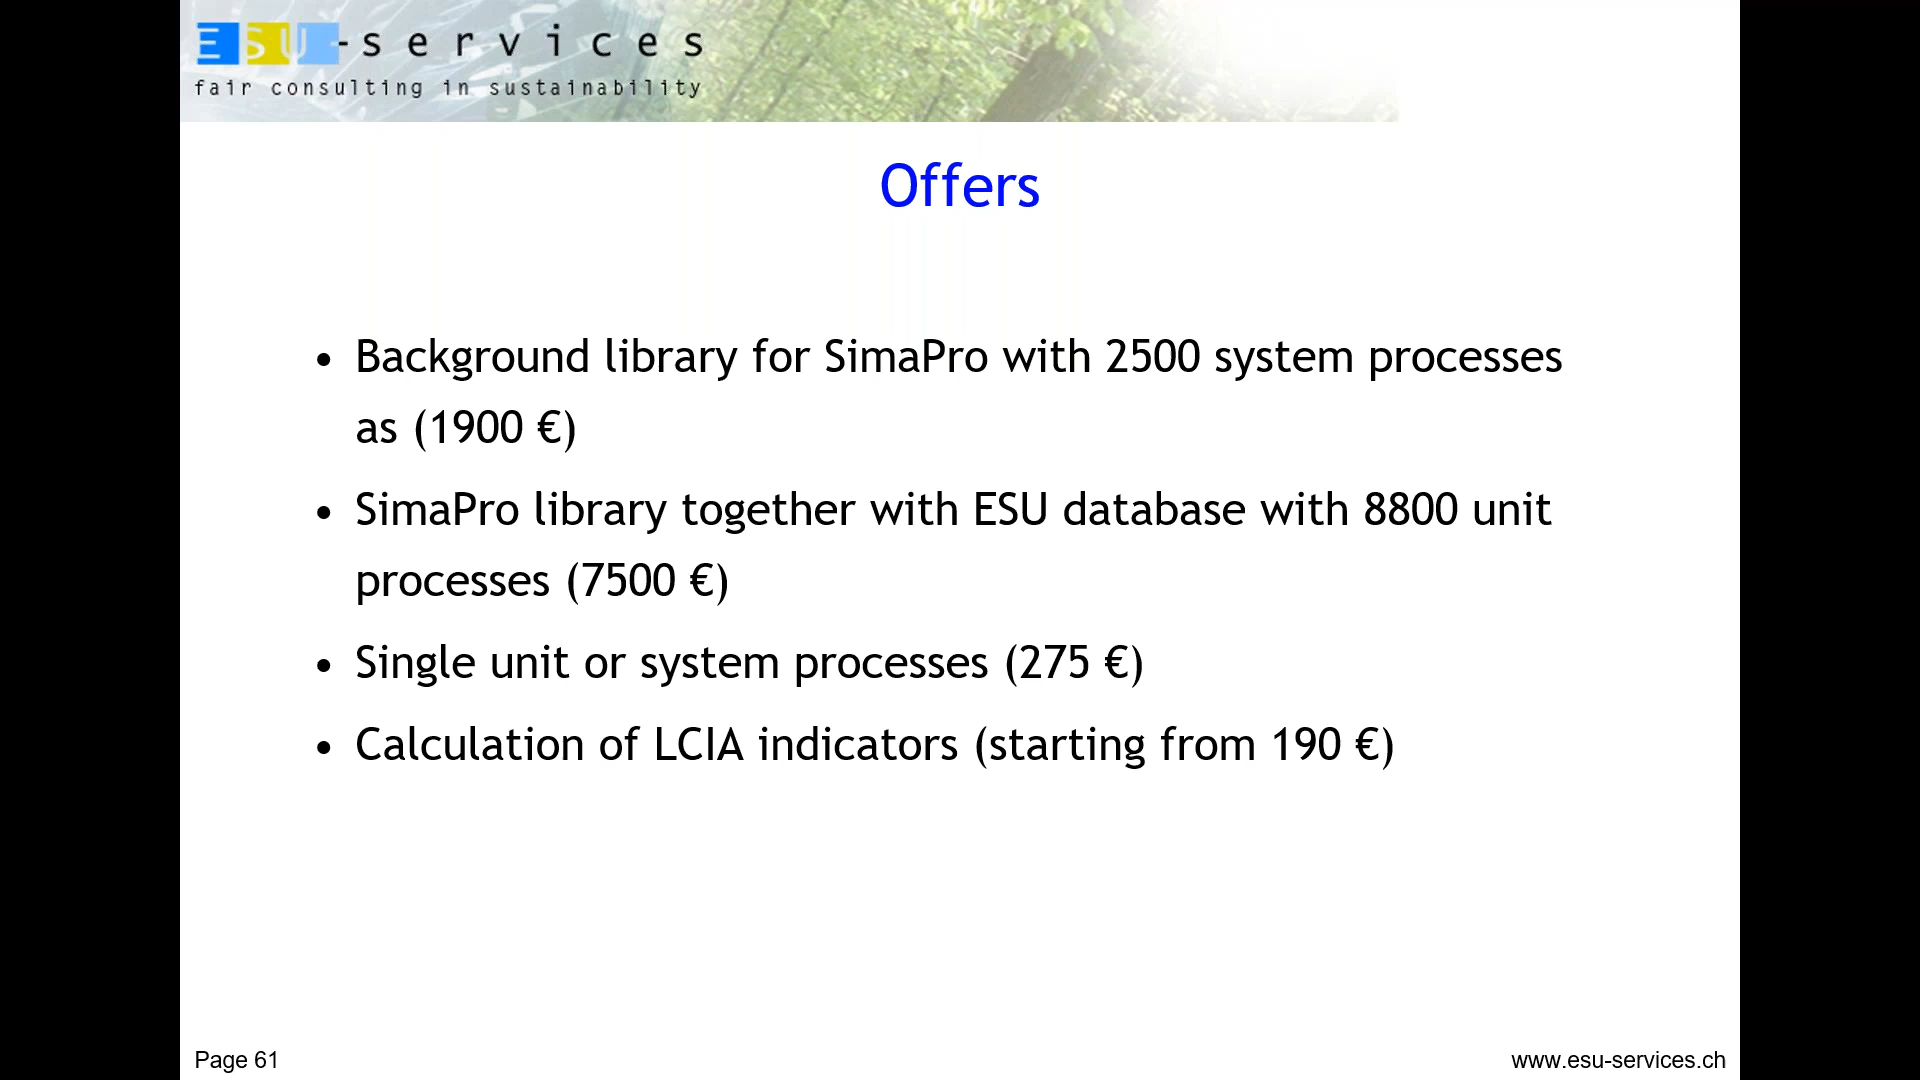 ESU-services
fair consulting in sustainability
Offers
• Background library for SimaPro with 2500 system processes
as (1900 €)
• SimaPro library together with ESU database with 8800 unit
processes (7500 €)
• Single unit or system processes (275 €)
• Calculation of LCIA indicators (starting from 190 €)
Page 61
www.esu-services.ch